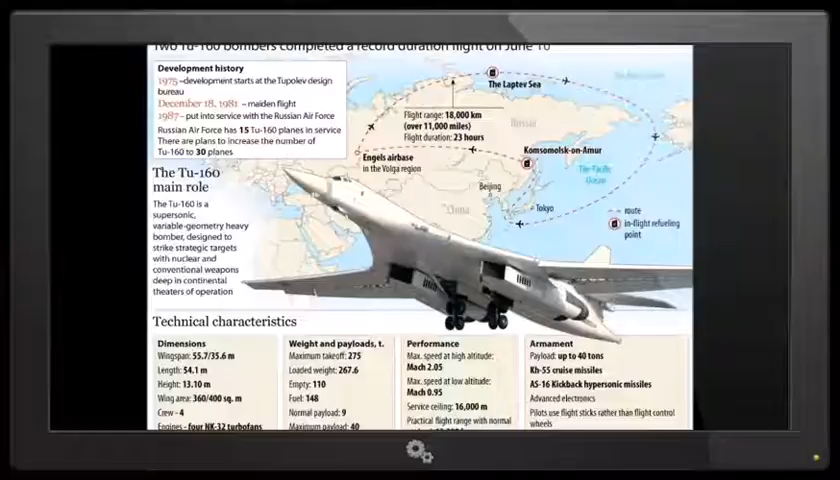 Two Tu-160 bombers completed a record duration flight on June 10
Development history
1975 –development starts at the Tupolev design
bureau
December 18, 1981 – maiden flight
1987 – put into service with the Russian Air Force
Russian Air Force has 15 Tu-160 planes in service
There are plans to increase the number of
Tu-160 to 30 planes
The Laptev Sea
Flight range: 18,000 km
(over 11,000 miles)
Flight duration: 23 hours
Russia
Engels airbase
in the Volga region
Komsomolsk-on-Amur
The Pacific
Ocean
Beijing
China
Tokyo
route
in-flight refueling
point
The Tu-160
main role
The Tu-160 is a
supersonic,
variable-geometry heavy
bomber, designed to
strike strategic targets
with nuclear and
conventional weapons
deep in continental
theaters of operation
Technical characteristics
Dimensions
Wingspan: 55.7/35.6 m
Length: 54.1 m
Height: 13.10 m
Wing area: 360/400 sq. m
Crew - 4
Engines - four NK-32 turbofans
Weight and payloads, t.
Maximum takeoff: 275
Loaded weight: 267.6
Empty: 110
Fuel: 148
Normal payload: 9
Maximum payload: 40
Performance
Max. speed at high altitude:
Mach 2.05
Max. speed at low altitude:
Mach 0.95
Service ceiling: 16,000 m
Practical flight range with normal
Armament
Payload: up to 40 tons
Kh-55 cruise missiles
AS-16 Kickback hypersonic missiles
Advanced electronics
Pilots use flight sticks rather than flight control
wheels